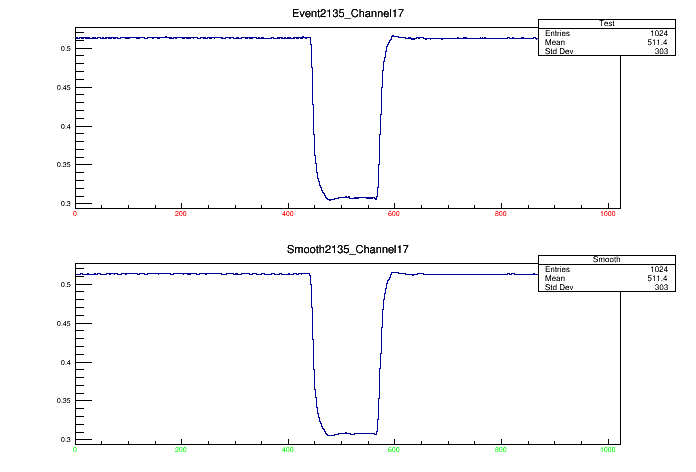 Event2135_Channel17
Test
Entries 1024
Mean 511.4
Std Dev 303
0.5
0.45
0.4
0.35
0.3
0 200 400 600 800 1000
Smooth2135_Channel17
Smooth
Entries 1024
Mean 511.4
Std Dev 303
0.5
0.45
0.4
0.35
0.3
0 200 400 600 800 1000